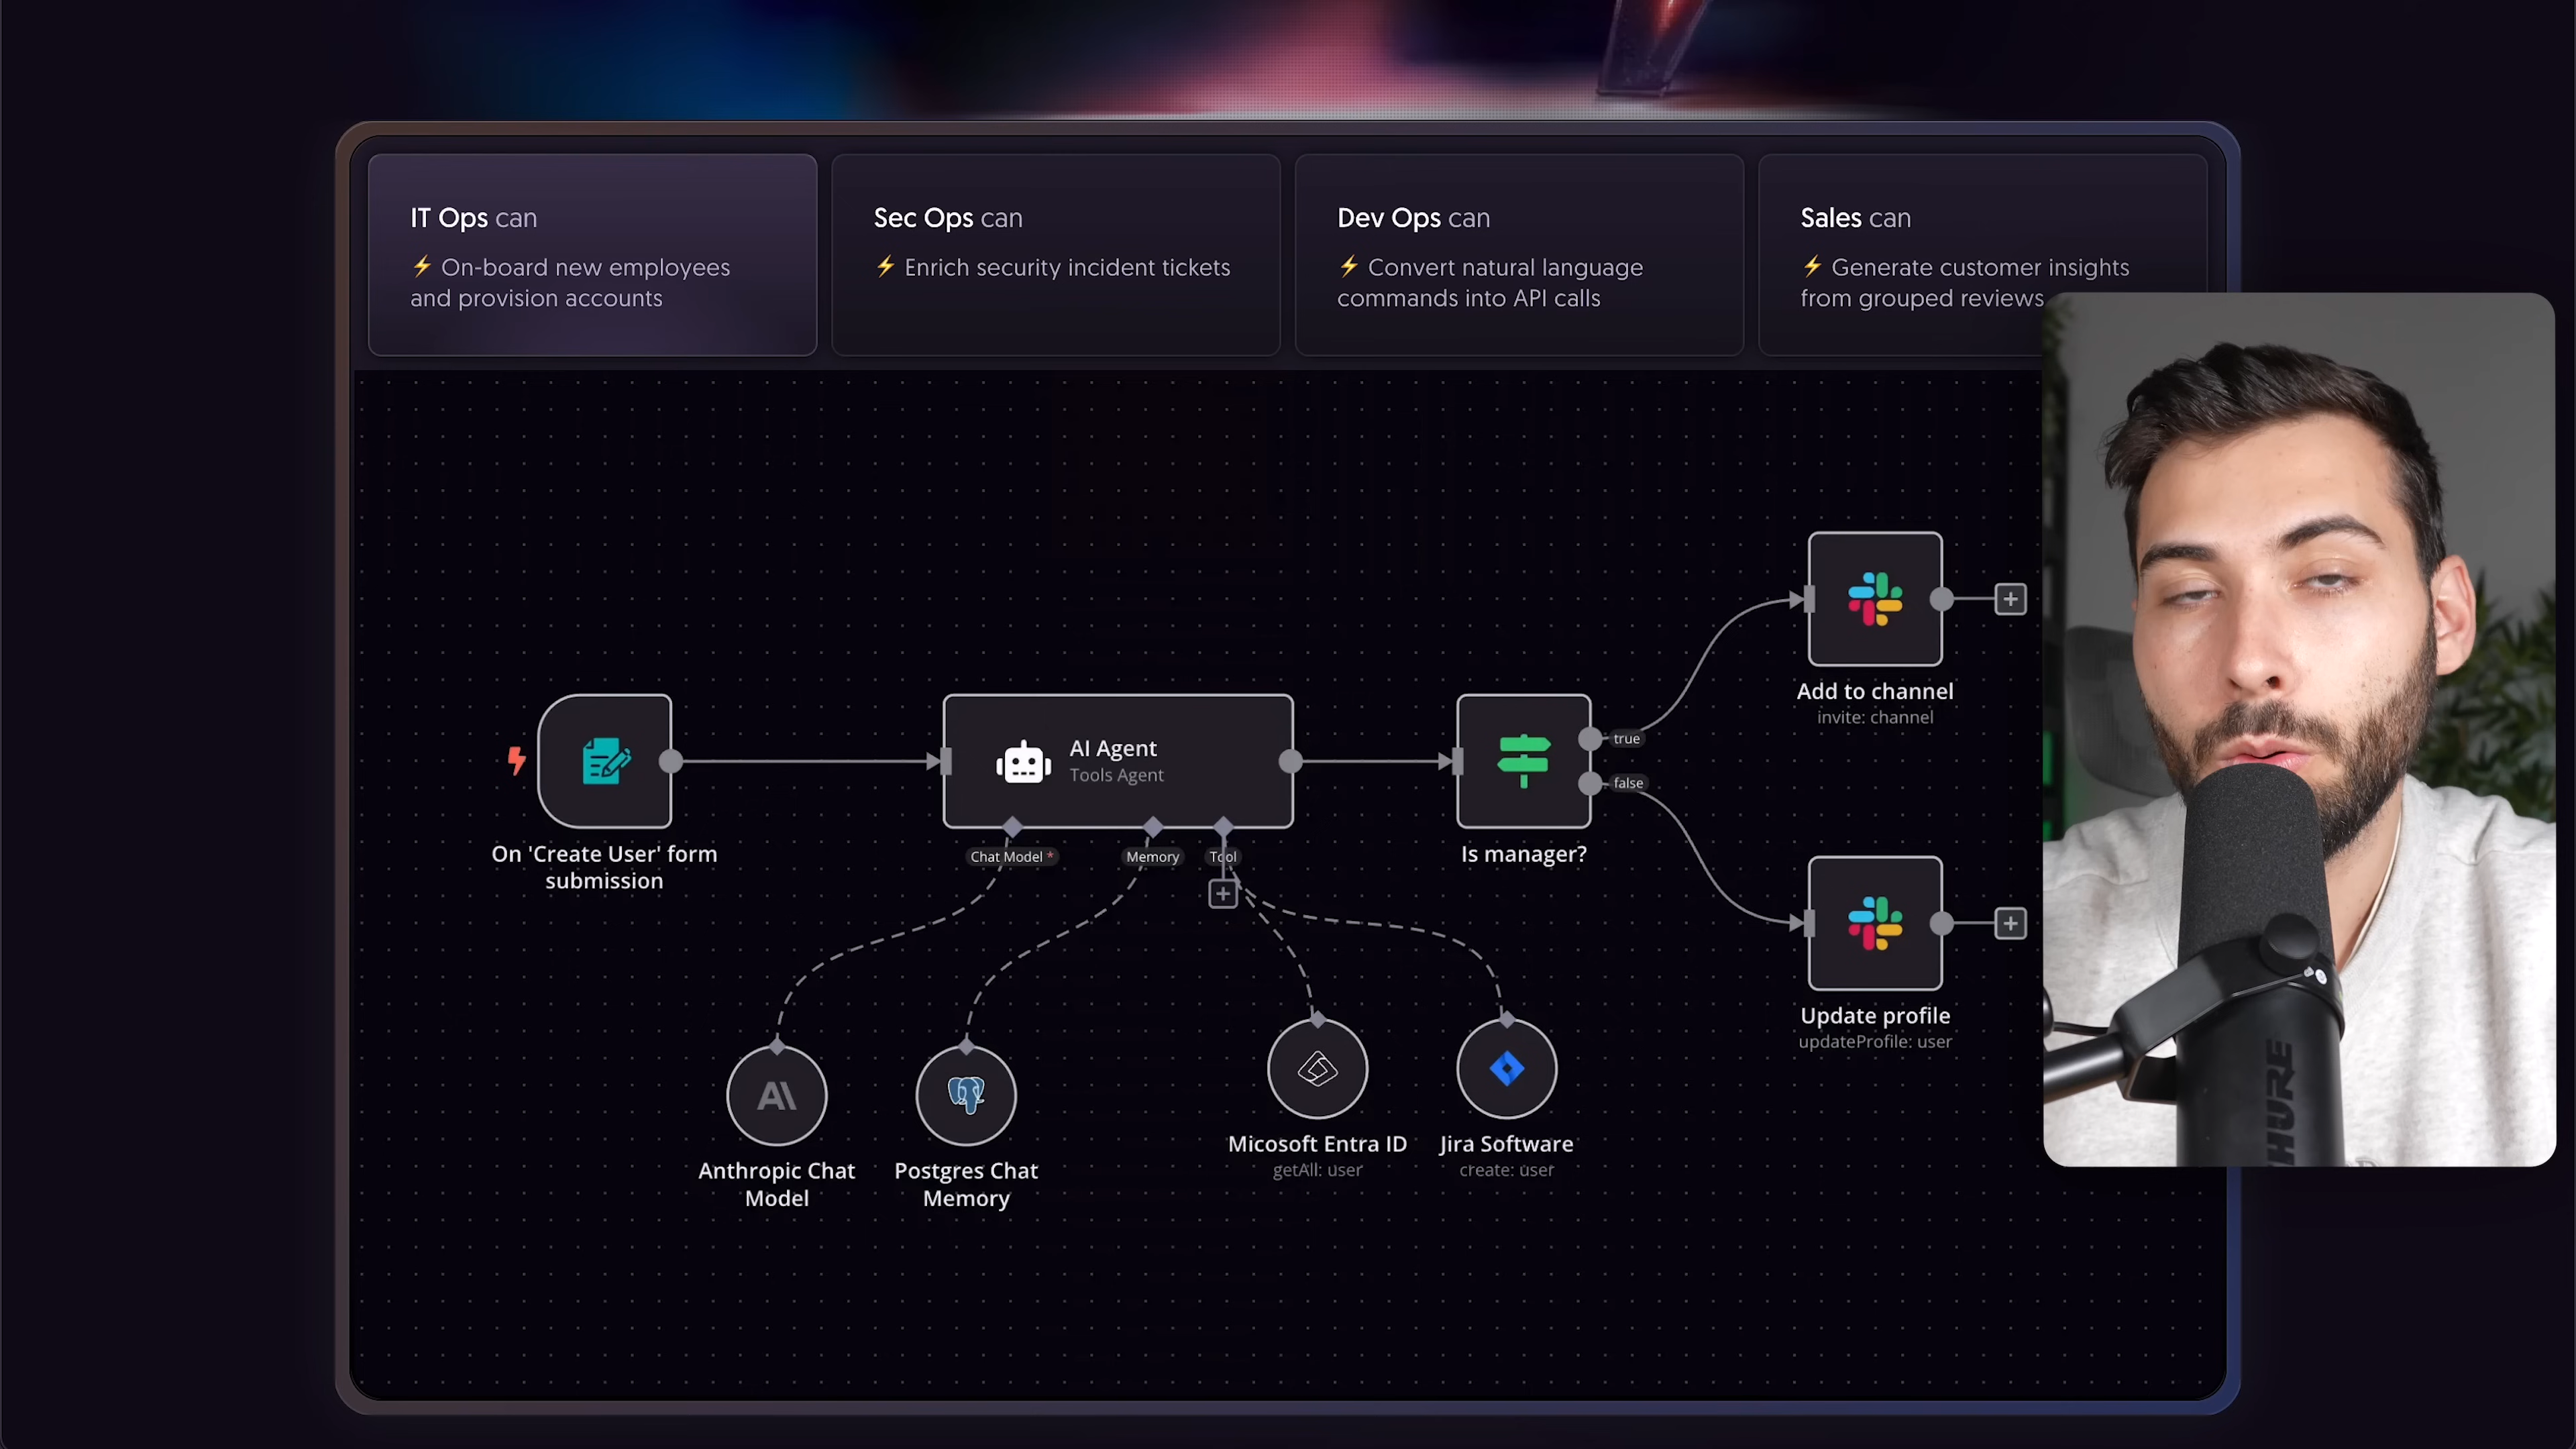 IT Ops can
⚡ On-board new employees
and provision accounts
Sec Ops can
⚡ Enrich security incident tickets
Dev Ops can
⚡ Convert natural language
commands into API calls
Sales can
⚡ Generate customer insights
from grouped reviews
On 'Create User' form
submission
AI Agent
Tools Agent
Chat Model *
Memory
Tool
Is manager?
true
false
Add to channel
invite: channel
Update profile
updateProfile: user
Anthropic Chat
Model
Postgres Chat
Memory
Micosoft Entra ID
getAll: user
Jira Software
create: user
SHURE